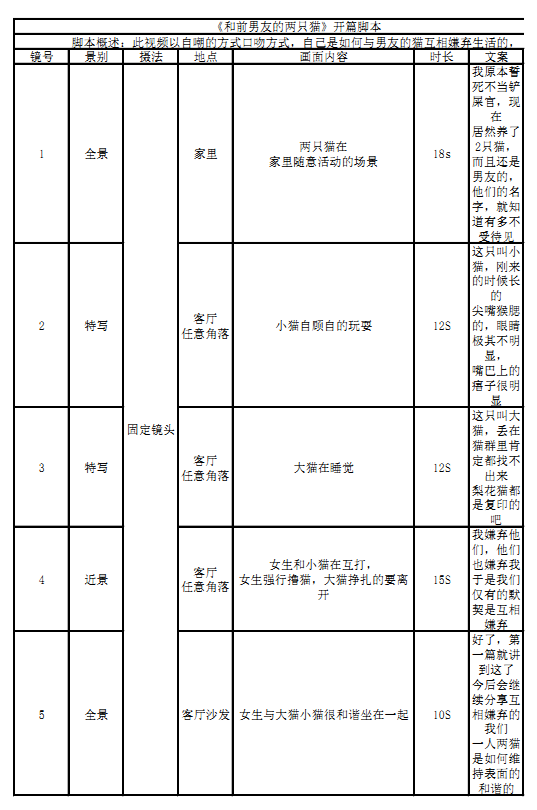 《和前男友的两只猫》开篇脚本
脚本概述：此视频以自嘲的方式口吻方式，自己是如何与男友的猫互相嫌弃生活的，
镜号 景别 摄法 地点 画面内容 时长 文案
1 全景 家里 两只猫在
家里随意活动的场景 18s 我原本誓
死不当铲
屎官，现
在
居然养了
2只猫，
而且还是
男友的，
他们的名
字，就知
道有多不
受待见
固定镜头
2 特写 客厅
任意角落 小猫自顾自的玩耍 12S 这只叫小
猫，刚来
的时候长
的
尖嘴猴腮
的，眼睛
极其不明
显，
嘴巴上的
痞子很明
显
3 特写 客厅
任意角落 大猫在睡觉 12S 这只叫大
猫，丢在
猫群里肯
定都找不
出来
梨花猫都
是复印的
吧
4 近景 客厅
任意角落 女生和小猫在互打，
女生强行撸猫，大猫挣扎的要离
开 15S 我嫌弃他
们，他们
也嫌弃我
于是我们
仅有的默
契是互相
嫌弃
5 全景 客厅沙发 女生与大猫小猫很和谐坐在一起 10S 好了，第
一篇就讲
到这了
今后会继
续分享互
相嫌弃的
我们
一人两猫
是如何维
持表面的
和谐的